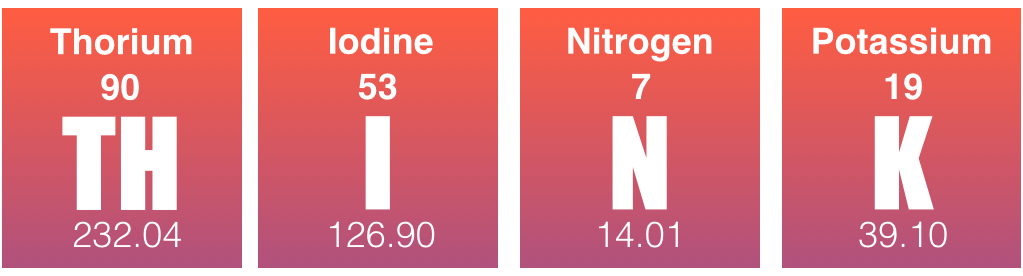 Thorium
90
TH
232.04
Iodine
53
I
126.90
Nitrogen
7
N
14.01
Potassium
19
K
39.10